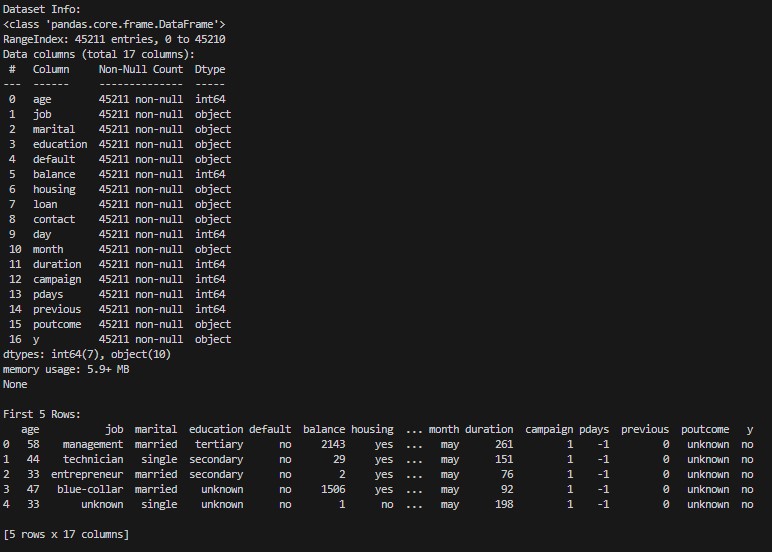 Dataset Info:
<class 'pandas.core.frame.DataFrame'>
RangeIndex: 45211 entries, 0 to 45210
Data columns (total 17 columns):
 #   Column     Non-Null Count  Dtype
---  ------     --------------  -----
 0   age        45211 non-null  int64
 1   job        45211 non-null  object
 2   marital    45211 non-null  object
 3   education  45211 non-null  object
 4   default    45211 non-null  object
 5   balance    45211 non-null  int64
 6   housing    45211 non-null  object
 7   loan       45211 non-null  object
 8   contact    45211 non-null  object
 9   day        45211 non-null  int64
 10  month      45211 non-null  object
 11  duration   45211 non-null  int64
 12  campaign   45211 non-null  int64
 13  pdays      45211 non-null  int64
 14  previous   45211 non-null  int64
 15  poutcome   45211 non-null  object
 16  y          45211 non-null  object
dtypes: int64(7), object(10)
memory usage: 5.9+ MB
None

First 5 Rows:
   age           job  marital  education default  balance housing  ... month duration  campaign pdays  previous  poutcome   y
0   58    management  married   tertiary      no     2143     yes  ...   may      261         1    -1         0   unknown  no
1   44    technician   single  secondary      no       29     yes  ...   may      151         1    -1         0   unknown  no
2   33  entrepreneur  married  secondary      no        2     yes  ...   may       76         1    -1         0   unknown  no
3   47   blue-collar  married    unknown      no     1506     yes  ...   may       92         1    -1         0   unknown  no
4   33       unknown   single    unknown      no        1      no  ...   may      198         1    -1         0   unknown  no

[5 rows x 17 columns]